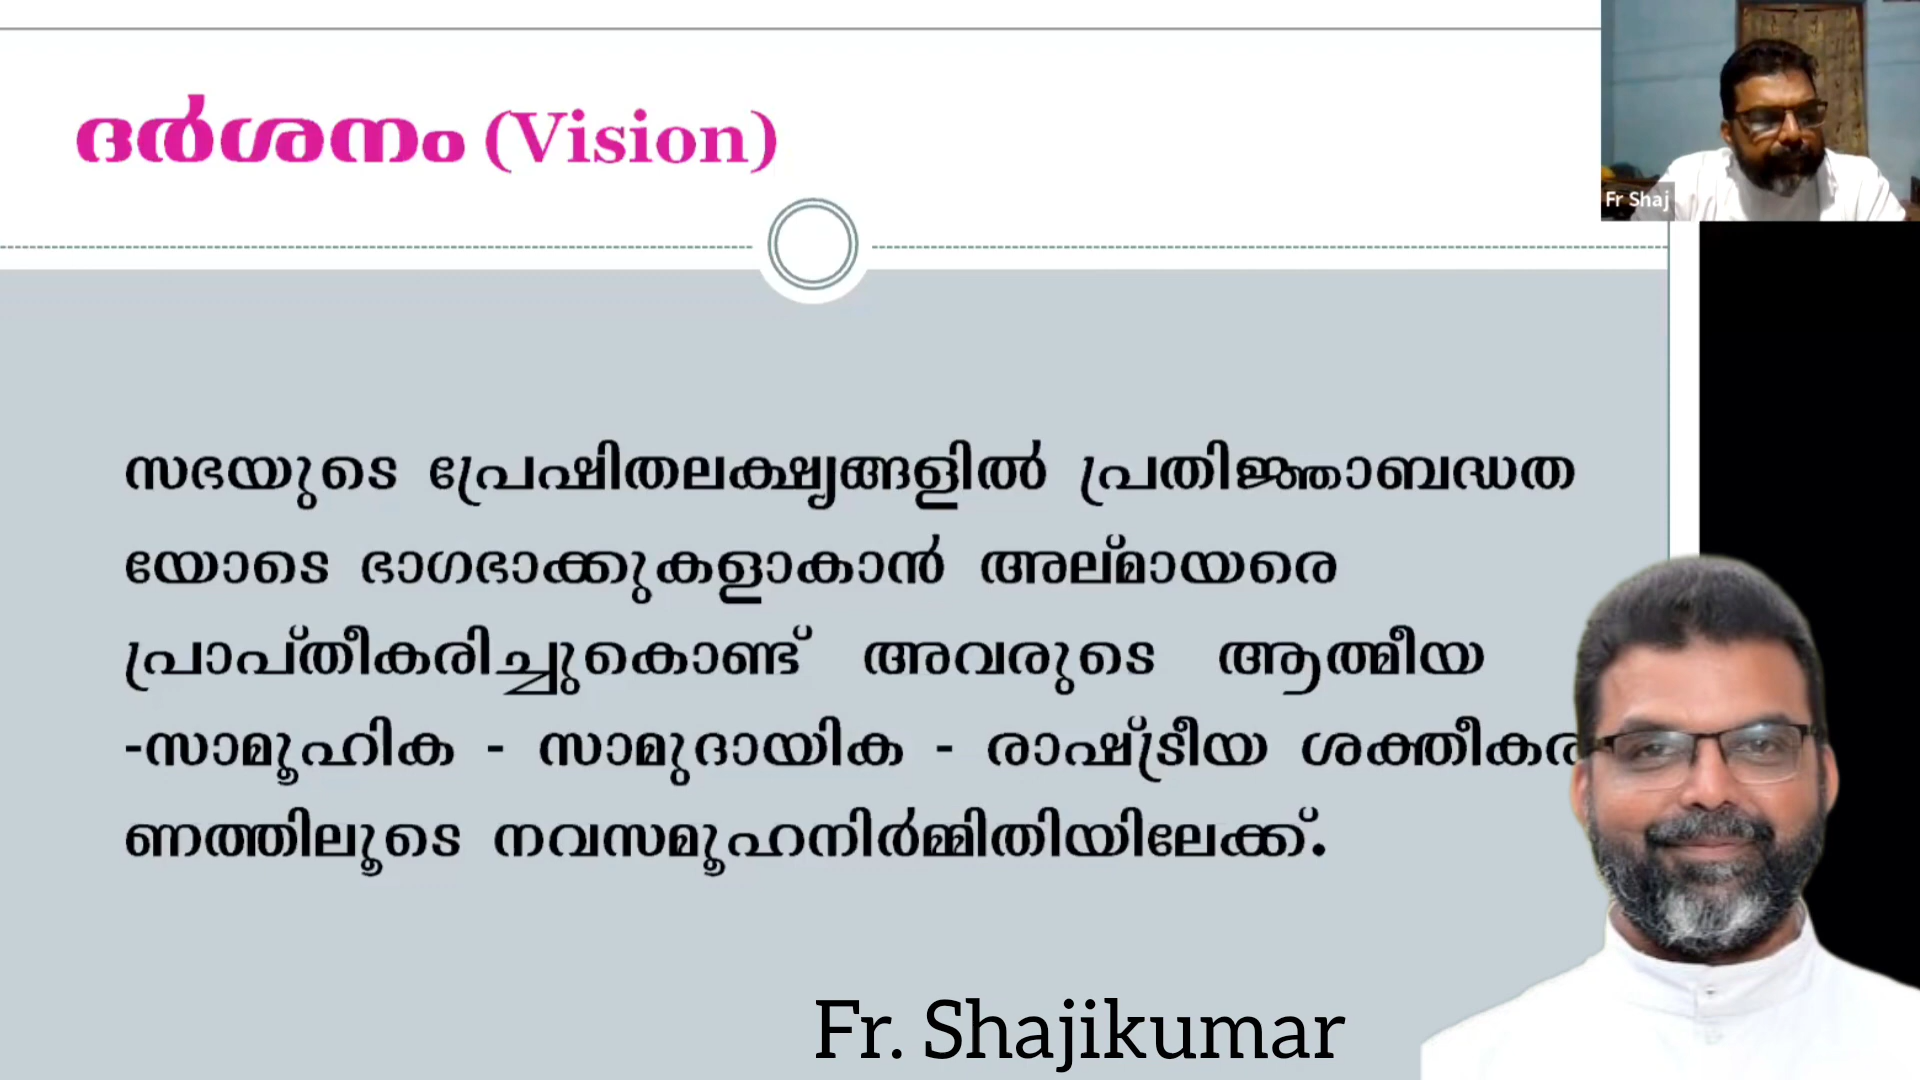 ദർശനം (Vision)
Fr Shaj
സഭയുടെ പ്രേഷിതലക്ഷ്യങ്ങളിൽ പ്രതിജ്ഞാബദ്ധത
യോടെ ഭാഗഭാക്കുകളാകാൻ അല്മായരെ
പ്രാപ്തീകരിച്ചുകൊണ്ട് അവരുടെ ആത്മീയ
-സാമൂഹിക - സാമുദായിക - രാഷ്ട്രീയ ശക്തീകര
ണത്തിലൂടെ നവസമൂഹനിർമ്മിതിയിലേക്ക്.
Fr. Shajikumar